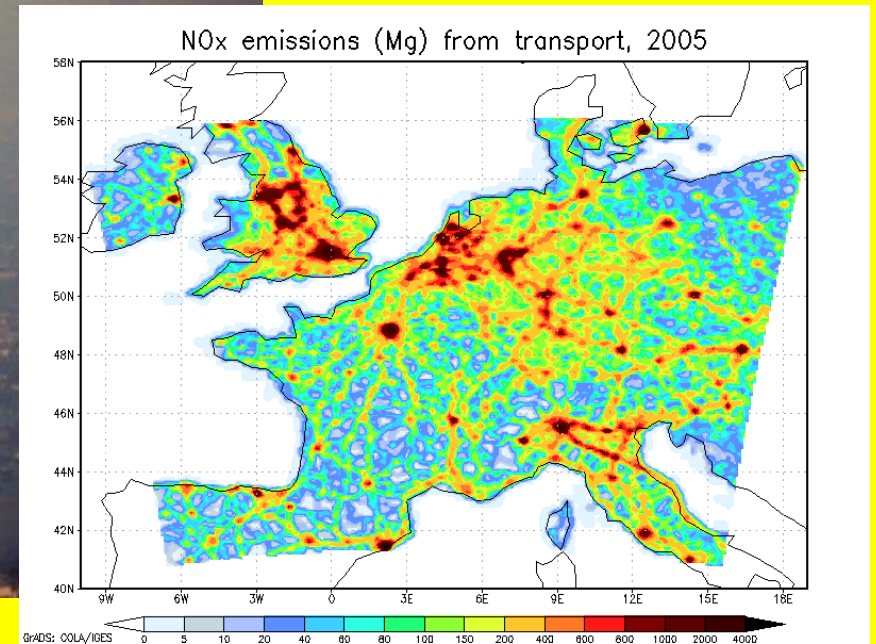 NOx emissions (Mg) from transport, 2005
58N
56N
54N
52N
50N
48N
46N
44N
42N
40N
9W 6W 3W 0 3E 6E 9E 12E 15E 18E
0 5 10 20 40 60 80 100 150 200 400 600 800 1000 2000 4000
GrADS: COLA/IGES